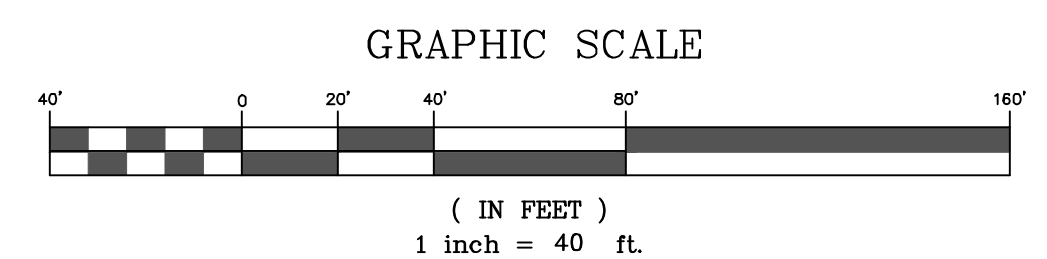 GRAPHIC SCALE
40' 0 20' 40' 80' 160'
( IN FEET )
1 inch = 40 ft.